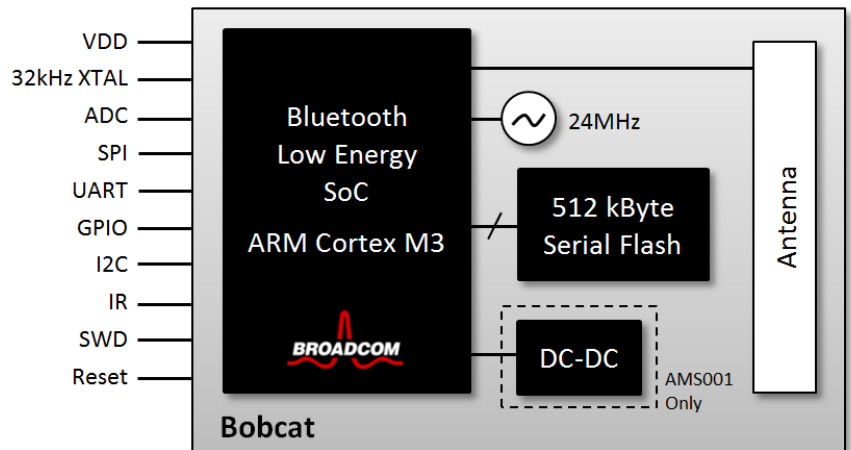 VDD
32kHz XTAL
ADC
SPI
UART
GPIO
I2C
IR
SWD
Reset
Bluetooth
Low Energy
SoC
ARM Cortex M3
BROADCOM
24MHz
512 kByte
Serial Flash
DC-DC
AMS001
Only
Antenna
Bobcat